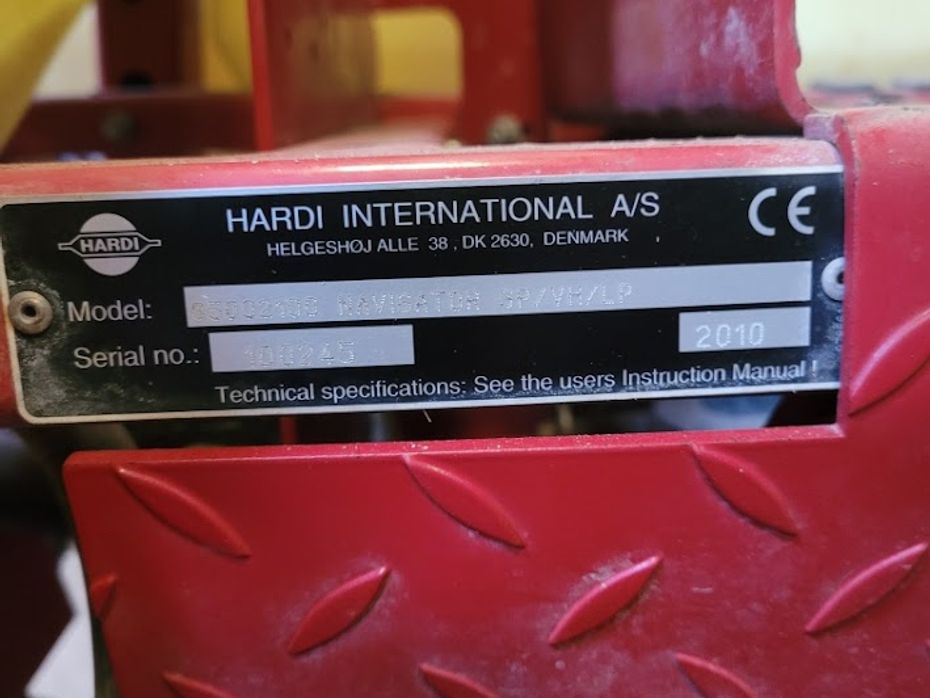 HARDI INTERNATIONAL A/S
HELGESHØJ ALLE 38, DK 2630, DENMARK
CE
HARDI
Model: NAVIGATOR
Serial no.: 100245 2010
Technical specifications: See the users Instruction Manual !